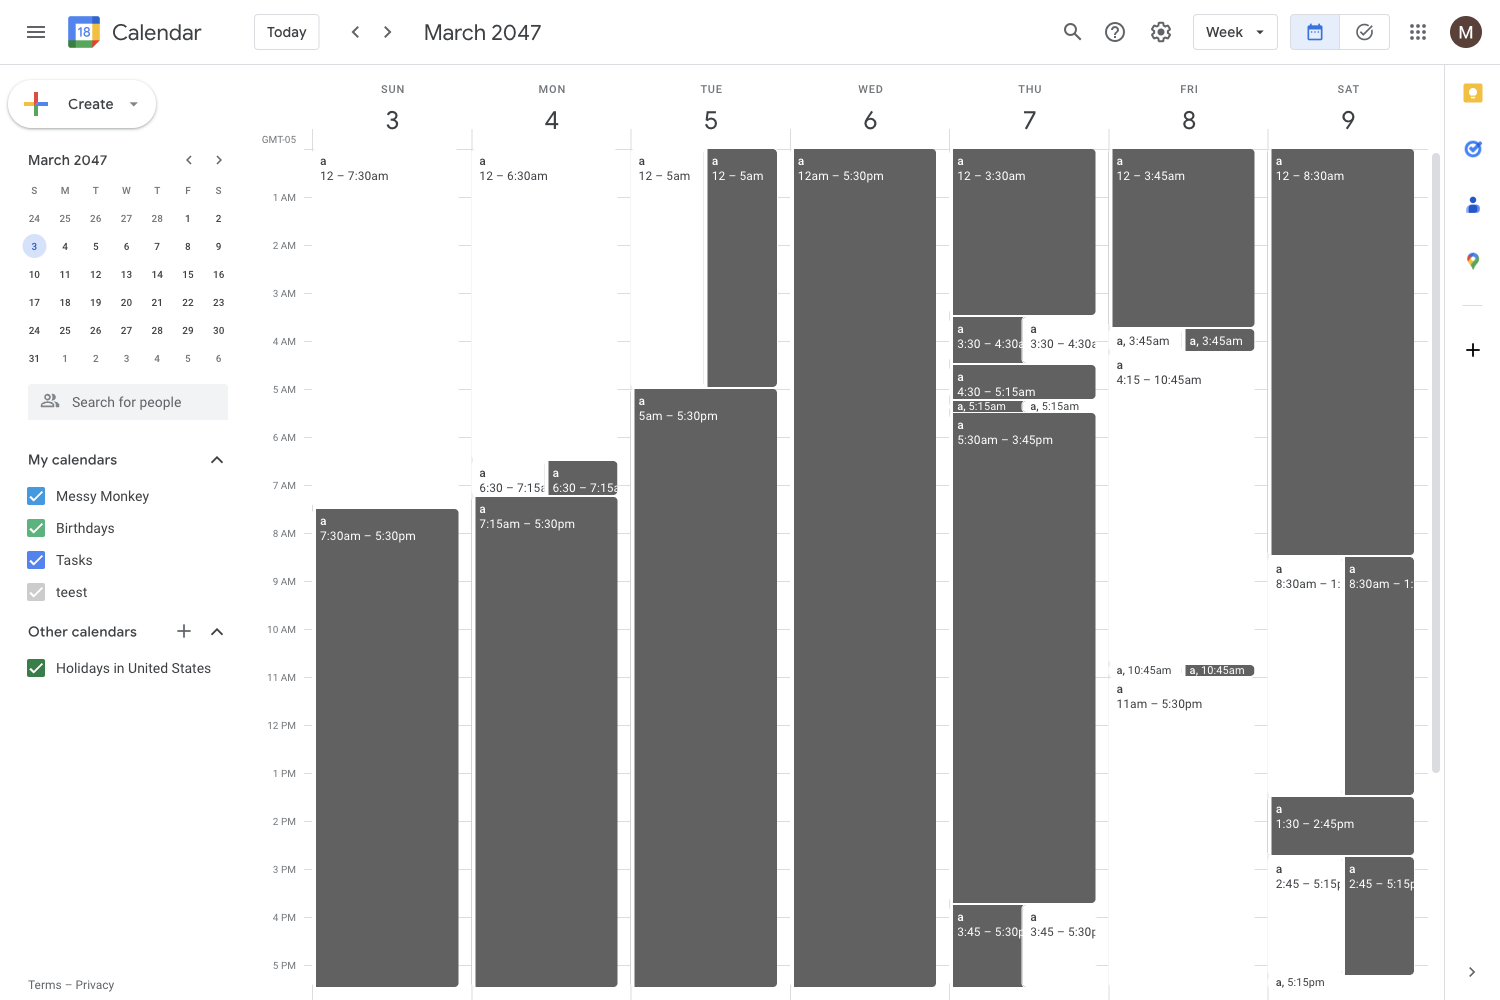 18
Calendar
Today
March 2047
Week
M
Create
March 2047
S M T W T F S
24 25 26 27 28 1 2
3 4 5 6 7 8 9
10 11 12 13 14 15 16
17 18 19 20 21 22 23
24 25 26 27 28 29 30
31 1 2 3 4 5 6
Search for people
My calendars
Messy Monkey
Birthdays
Tasks
teest
Other calendars
Holidays in United States
Terms – Privacy
SUN MON TUE WED THU FRI SAT
3 4 5 6 7 8 9
GMT-05
1 AM
2 AM
3 AM
4 AM
5 AM
6 AM
7 AM
8 AM
9 AM
10 AM
11 AM
12 PM
1 PM
2 PM
3 PM
4 PM
5 PM
a
12 – 7:30am
a
7:30am – 5:30pm
a
12 – 6:30am
a
6:30 – 7:15a
a
6:30 – 7:15a
a
7:15am – 5:30pm
a
12 – 5am
a
12 – 5am
a
5am – 5:30pm
a
12am – 5:30pm
a
12 – 3:30am
a
3:30 – 4:30a
a
3:30 – 4:30a
a
4:30 – 5:15am
a, 5:15am
a, 5:15am
a
5:30am – 3:45pm
a
3:45 – 5:30p
a
3:45 – 5:30p
a
12 – 3:45am
a, 3:45am
a, 3:45am
a
4:15 – 10:45am
a, 10:45am
a, 10:45am
a
11am – 5:30pm
a
12 – 8:30am
a
8:30am – 1:
a
8:30am – 1:
a
1:30 – 2:45pm
a
2:45 – 5:15p
a
2:45 – 5:15p
a, 5:15pm